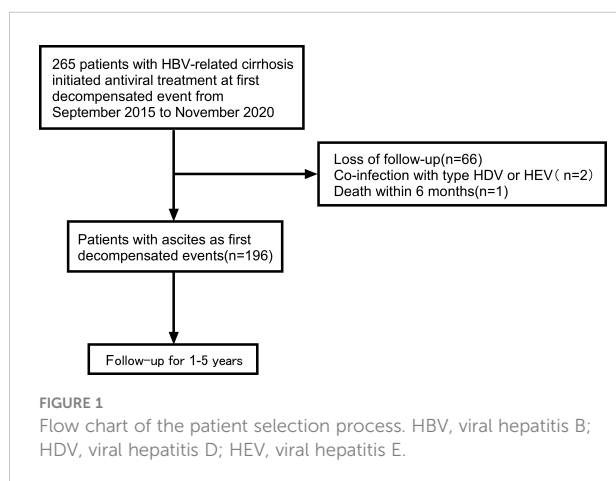 265 patients with HBV-related cirrhosis
initiated antiviral treatment at first
decompensated event from
September 2015 to November 2020
Loss of follow-up(n=66)
Co-infection with type HDV or HEV( n=2)
Death within 6 months(n=1)
Patients with ascites as first
decompensated events(n=196)
Follow-up for 1-5 years
FIGURE 1
Flow chart of the patient selection process. HBV, viral hepatitis B;
HDV, viral hepatitis D; HEV, viral hepatitis E.